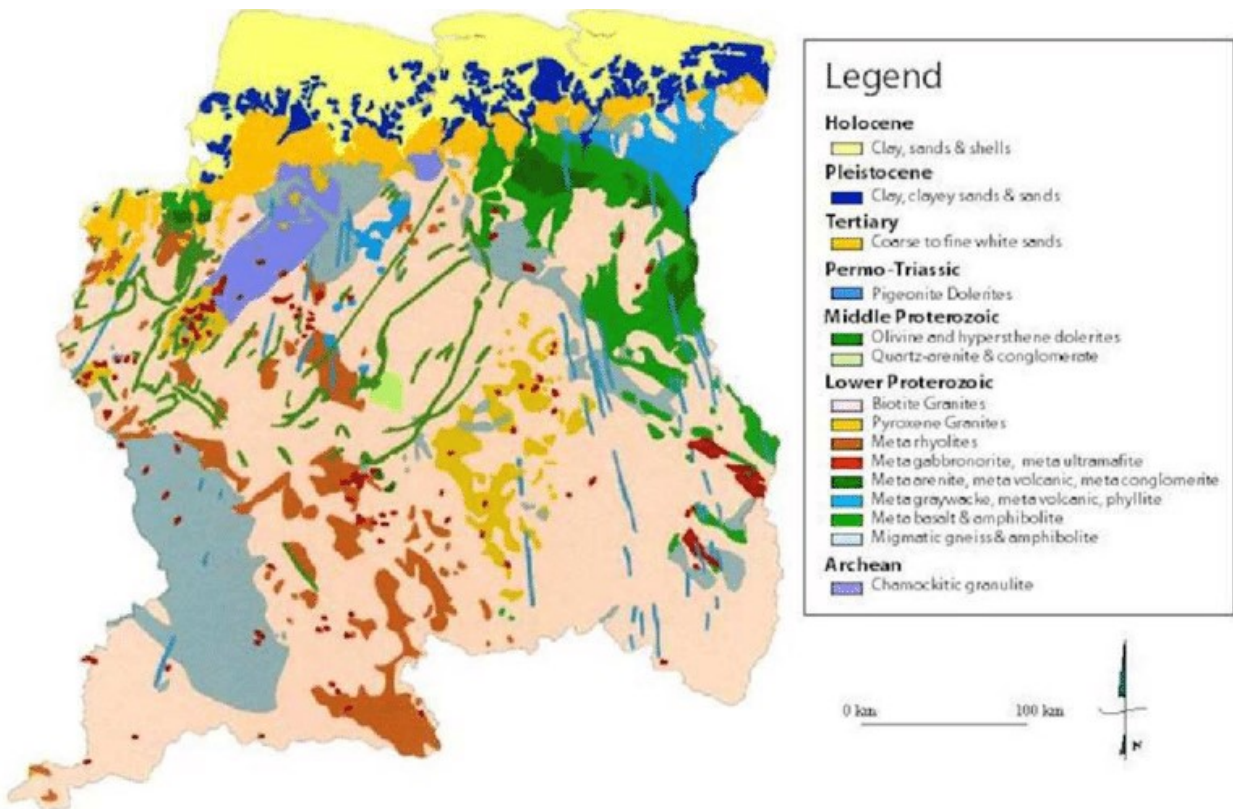 Legend
Holocene
Clay, sands & shells
Pleistocene
Clay, clayey sands & sands
Tertiary
Coarse to fine white sands
Permo-Triassic
Pigeonite Dolerites
Middle Proterozoic
Olivine and hypersthene dolerites
Quartz-arenite & conglomerate
Lower Proterozoic
Biotite Granites
Pyroxene Granites
Meta rhyolites
Meta gabbronorite, meta ultramafite
Meta arenite, meta volcanic, meta conglomerite
Meta graywacke, meta volcanic, phyllite
Meta basalt & amphibolite
Migmatic gneiss & amphibolite
Archean
Charnockitic granulite
0 km 100 km
N